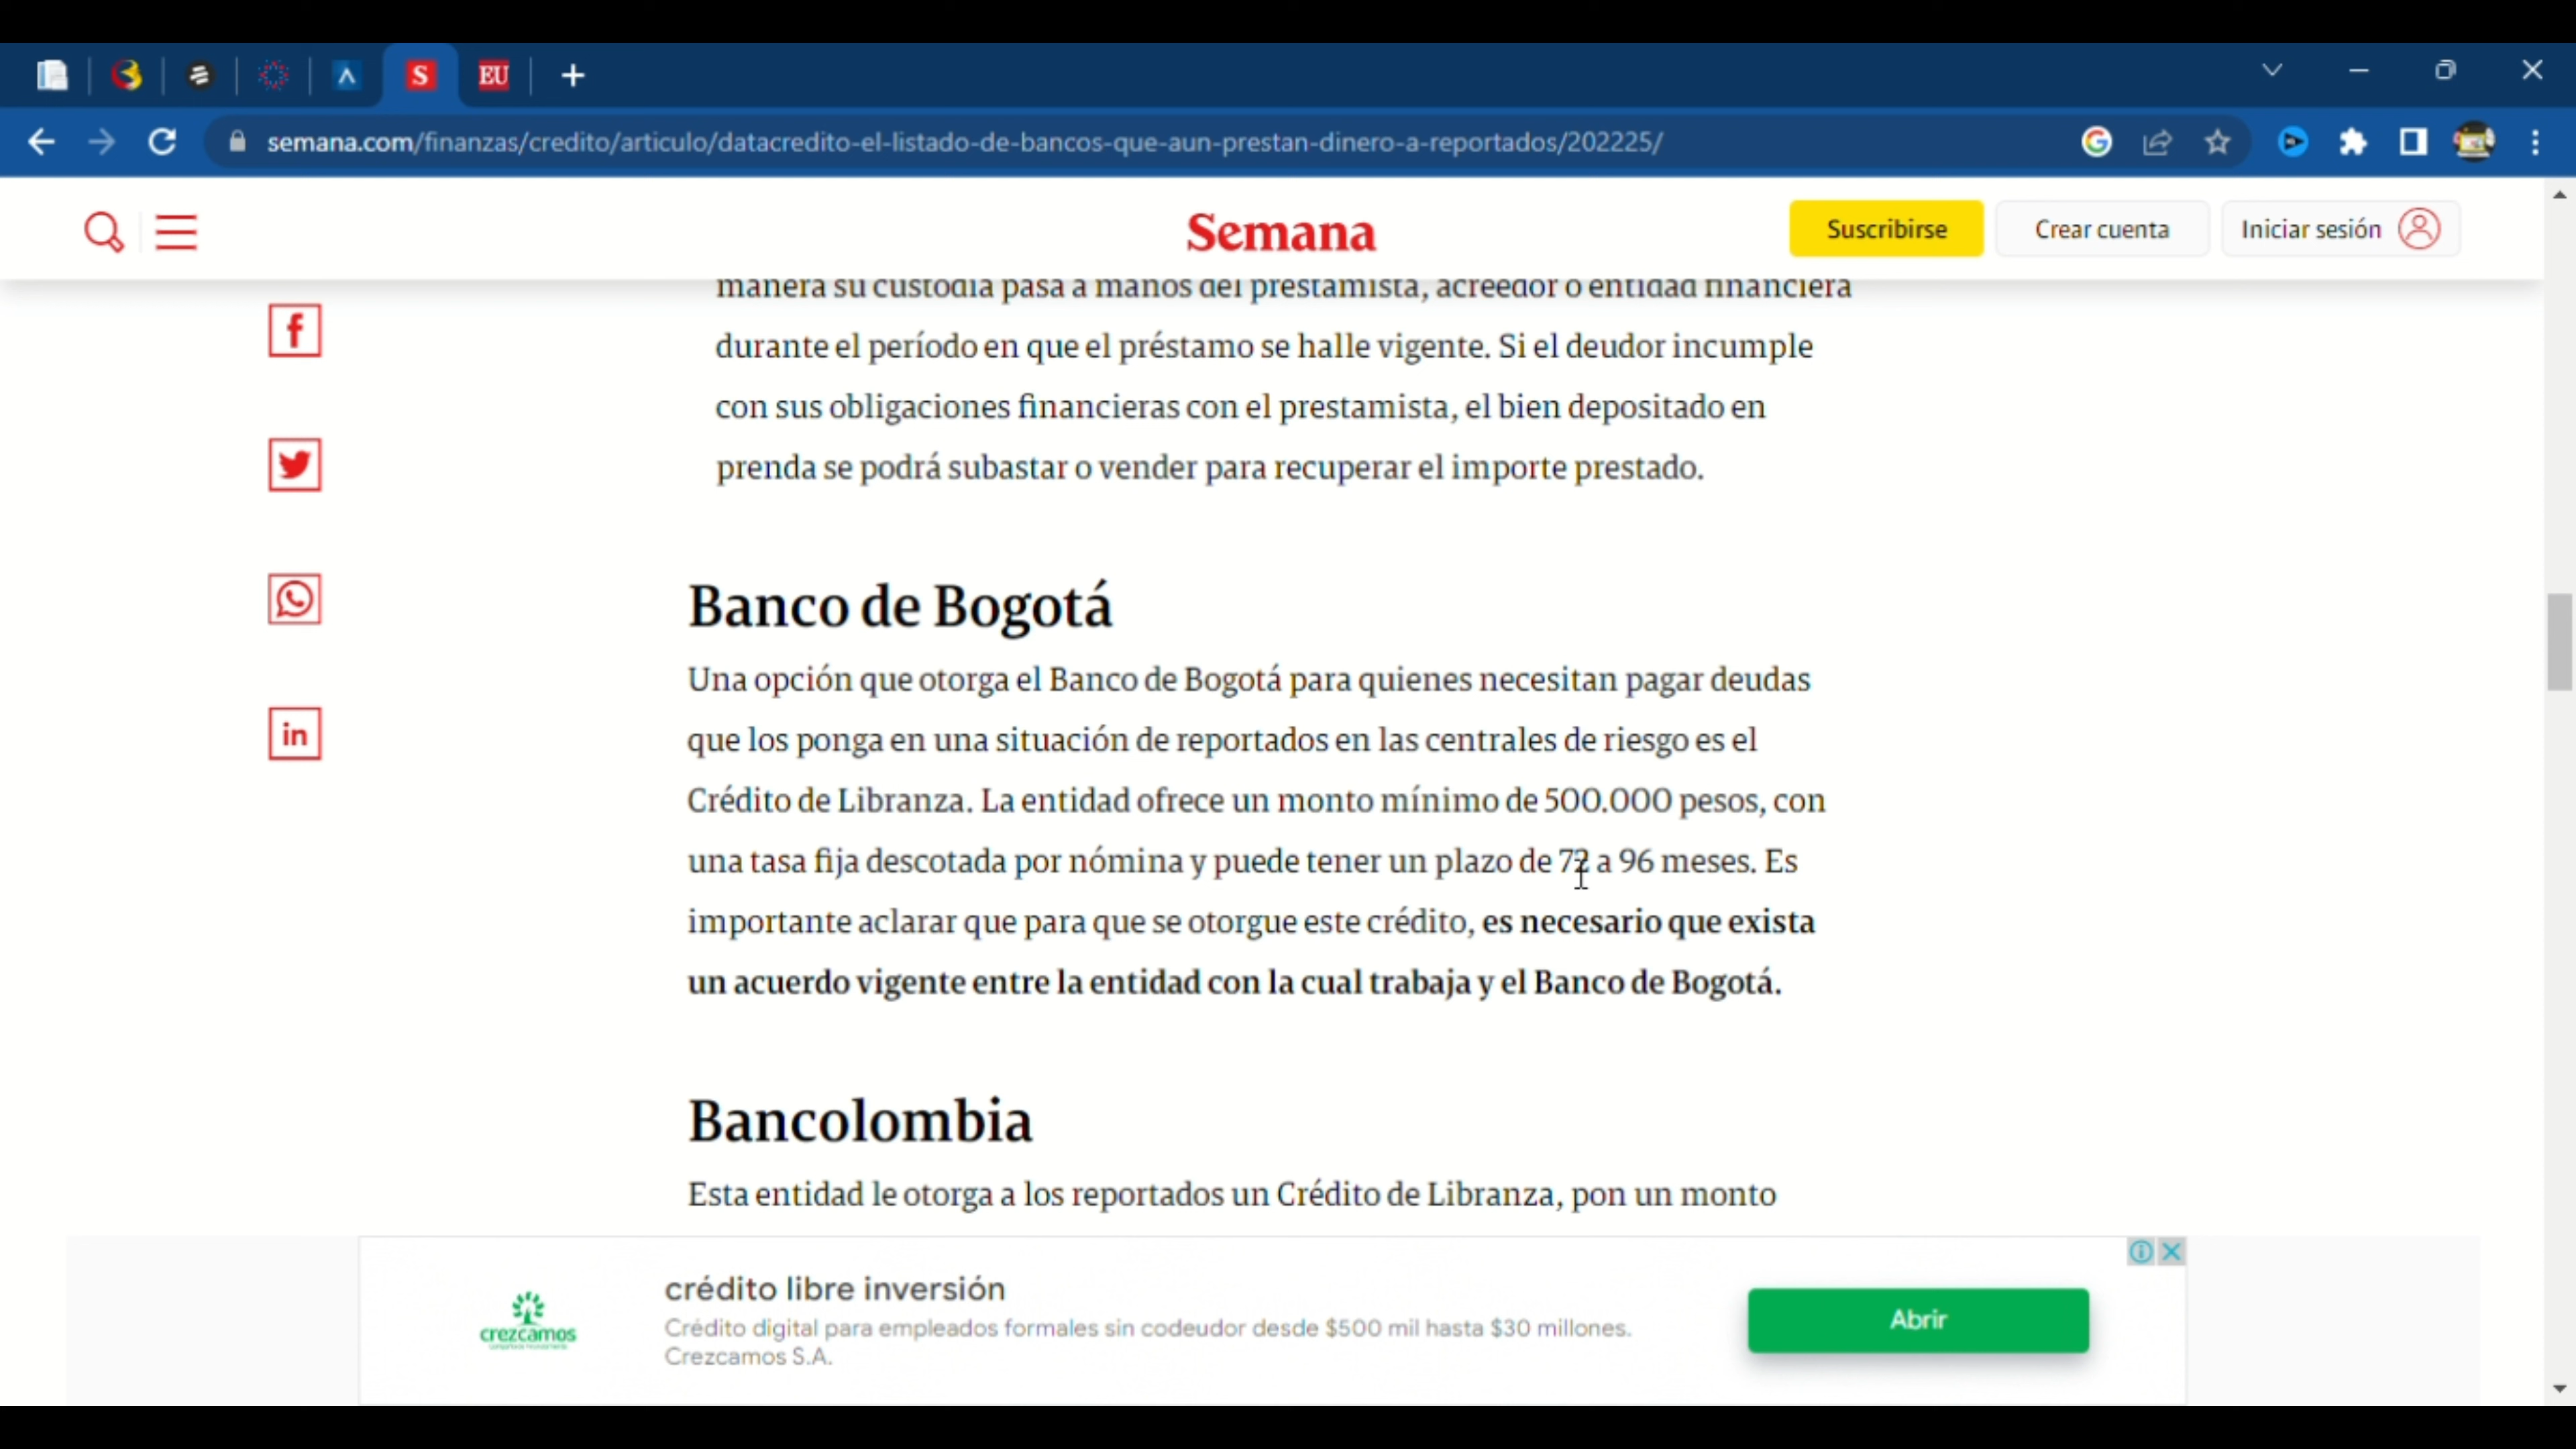 S
EU
semana.com/finanzas/credito/articulo/datacredito-el-listado-de-bancos-que-aun-prestan-dinero-a-reportados/202225/
Semana
Suscribirse
Crear cuenta
Iniciar sesión
manera su custodia pasa a manos del prestamista, acreedor o entidad financiera
durante el período en que el préstamo se halle vigente. Si el deudor incumple
con sus obligaciones financieras con el prestamista, el bien depositado en
prenda se podrá subastar o vender para recuperar el importe prestado.
in
Banco de Bogotá
Una opción que otorga el Banco de Bogotá para quienes necesitan pagar deudas
que los ponga en una situación de reportados en las centrales de riesgo es el
Crédito de Libranza. La entidad ofrece un monto mínimo de 500.000 pesos, con
una tasa fija descotada por nómina y puede tener un plazo de 72 a 96 meses. Es
importante aclarar que para que se otorgue este crédito, es necesario que exista
un acuerdo vigente entre la entidad con la cual trabaja y el Banco de Bogotá.
Bancolombia
Esta entidad le otorga a los reportados un Crédito de Libranza, pon un monto
crezcamos
crédito libre inversión
Crédito digital para empleados formales sin codeudor desde $500 mil hasta $30 millones.
Crezcamos S.A.
Abrir